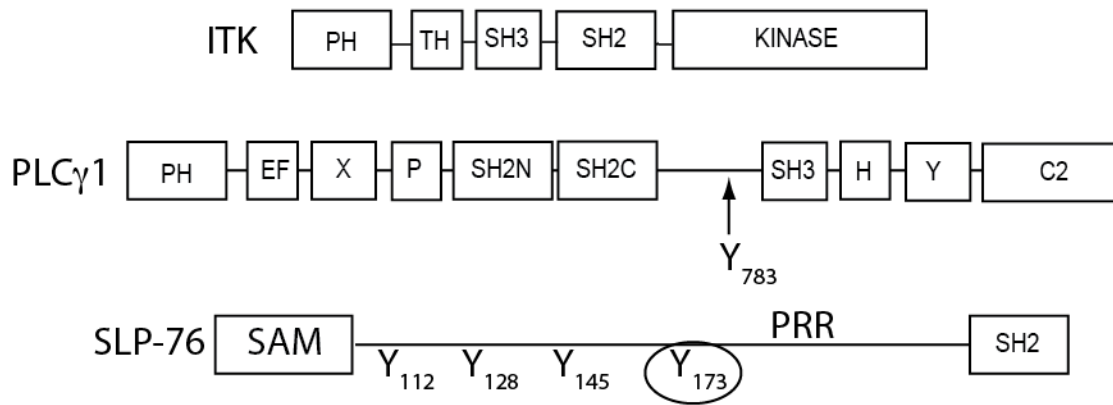 ITK PH TH SH3 SH2 KINASE
PLCγ1 PH EF X P SH2N SH2C SH3 H Y C2
Y783
PRR
SLP-76 SAM SH2
Y112 Y128 Y145 Y173